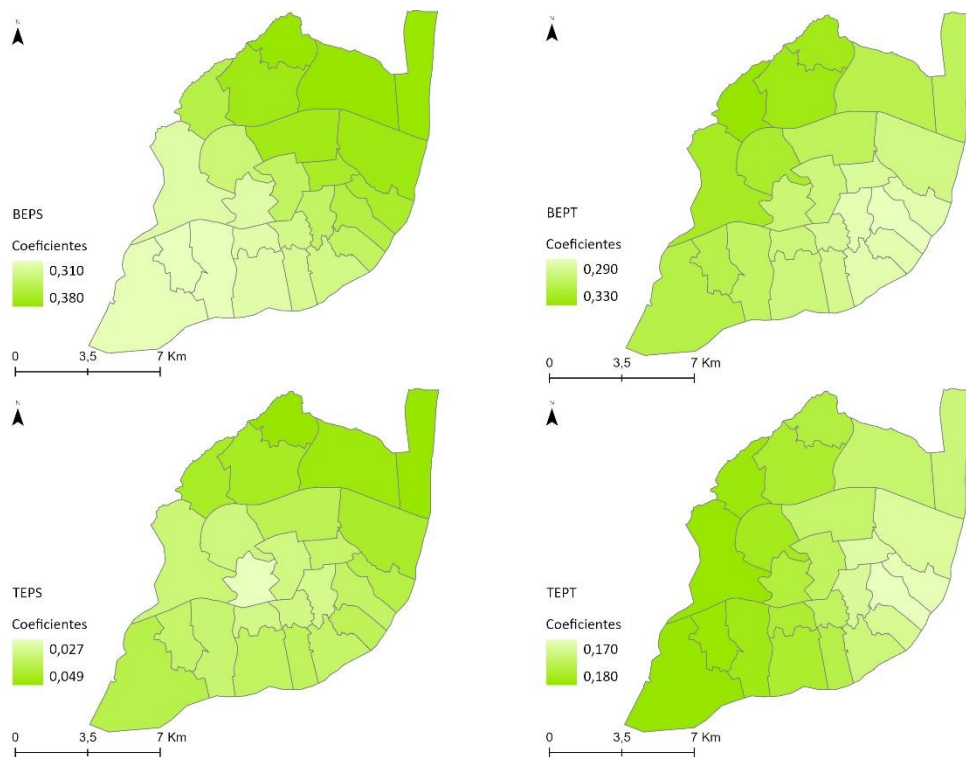 N
BEPS
Coeficientes
0,310
0,380
0 3,5 7 Km
N
BEPT
Coeficientes
0,290
0,330
0 3,5 7 Km
N
TEPS
Coeficientes
0,027
0,049
0 3,5 7 Km
N
TEPT
Coeficientes
0,170
0,180
0 3,5 7 Km